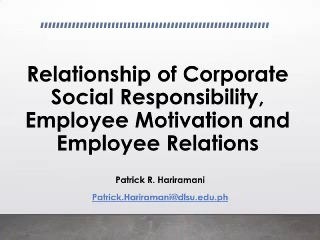 Relationship of Corporate
Social Responsibility,
Employee Motivation and
Employee Relations
Patrick R. Hariramani
Patrick.Hariramani@dlsu.edu.ph